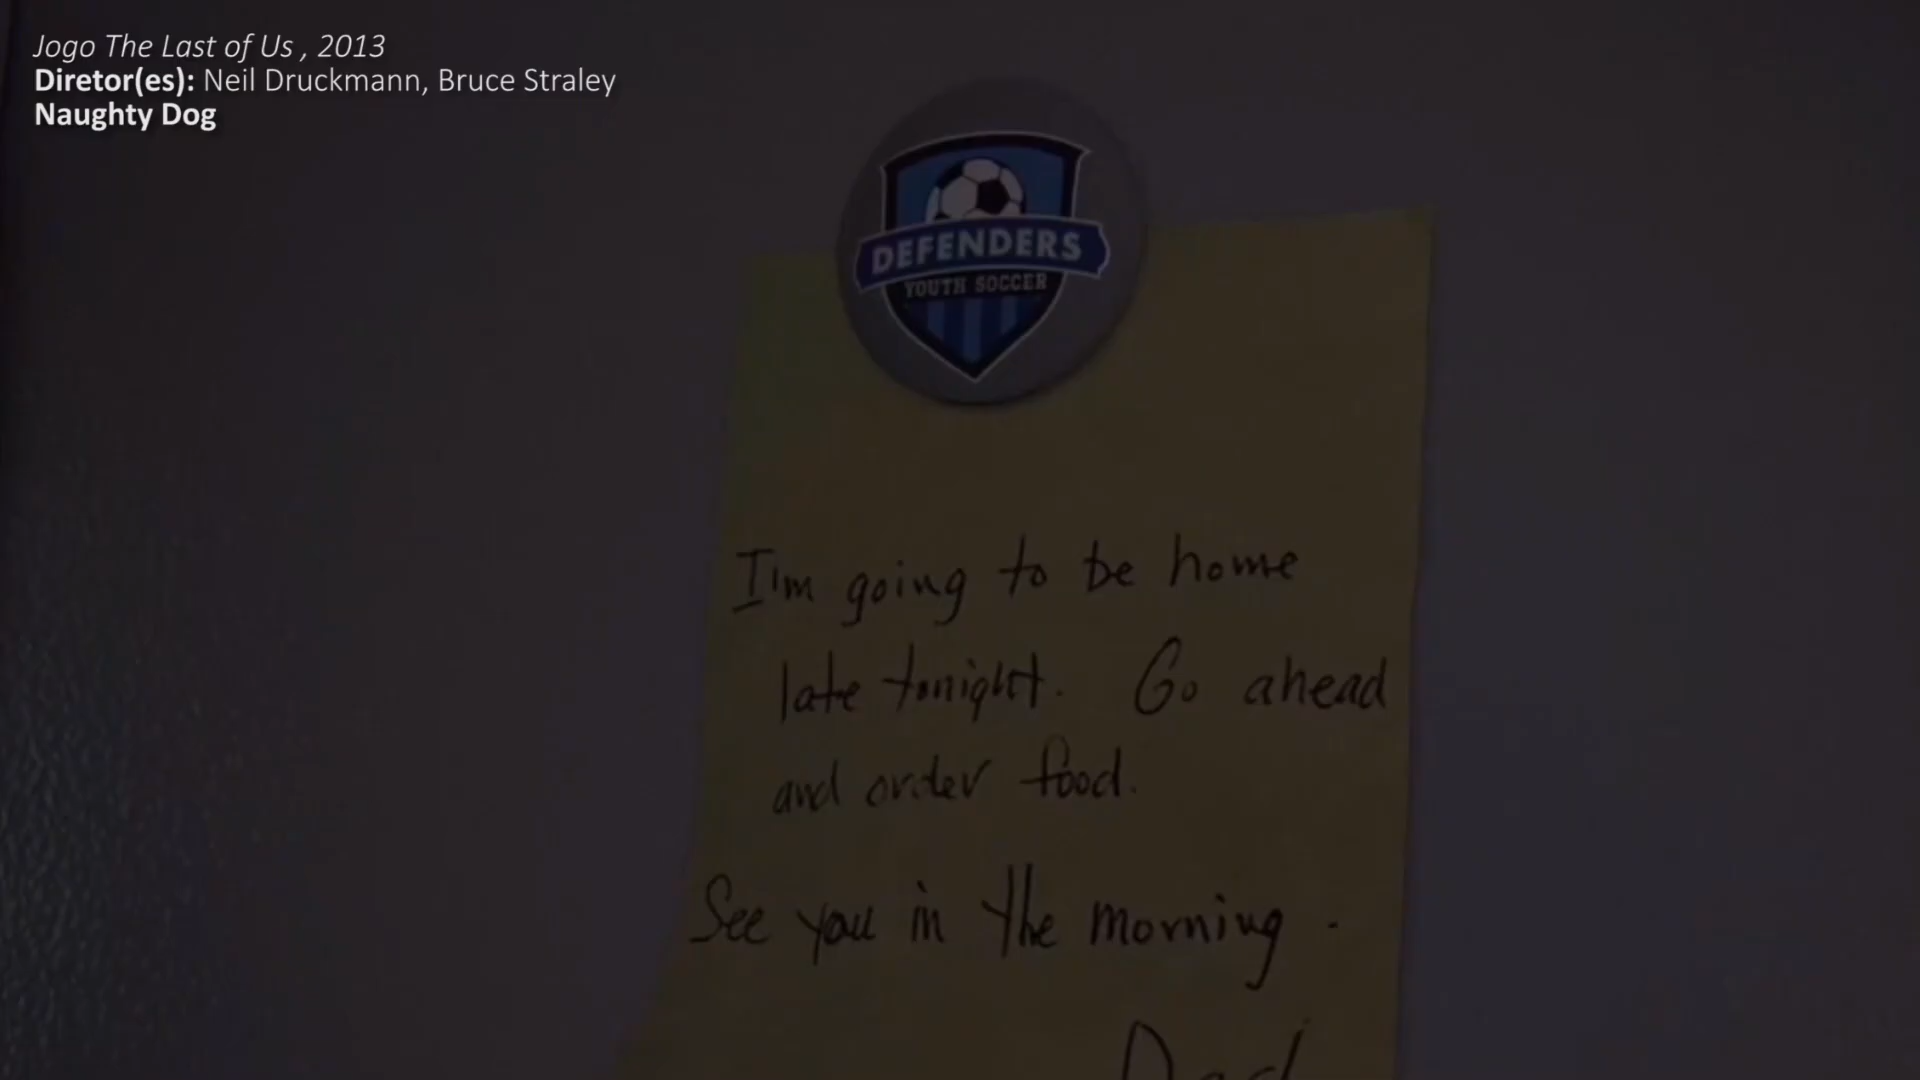 Jogo The Last of Us , 2013
Diretor(es): Neil Druckmann, Bruce Straley
Naughty Dog
DEFENDERS
YOUTH SOCCER
I'm going to be home
late tonight. Go ahead
and order food.
See you in the morning.
Dad